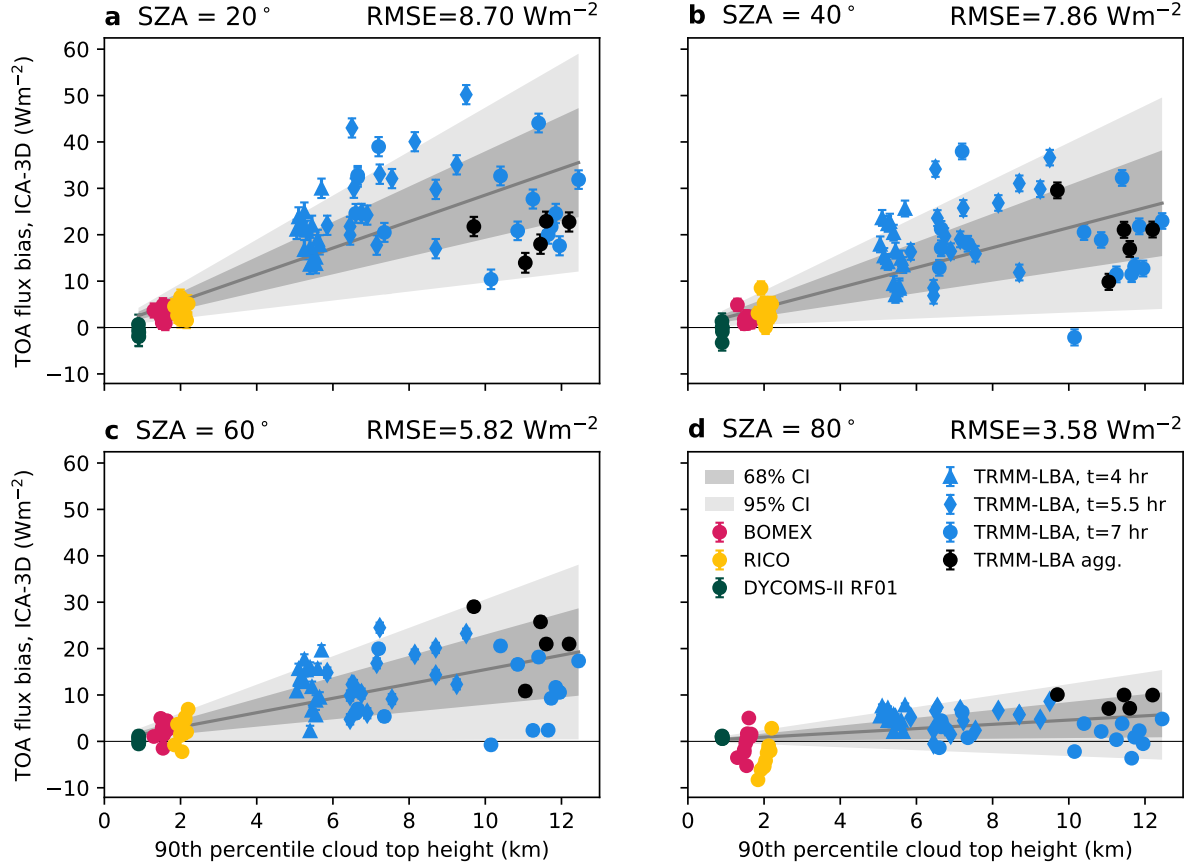 a SZA = 20° RMSE=8.70 Wm⁻²
b SZA = 40° RMSE=7.86 Wm⁻²
TOA flux bias, ICA-3D (Wm⁻²)
60
50
40
30
20
10
0
−10
c SZA = 60° RMSE=5.82 Wm⁻²
d SZA = 80° RMSE=3.58 Wm⁻²
TOA flux bias, ICA-3D (Wm⁻²)
60
50
40
30
20
10
0
−10
68% CI
95% CI
BOMEX
RICO
DYCOMS-II RF01
TRMM-LBA, t=4 hr
TRMM-LBA, t=5.5 hr
TRMM-LBA, t=7 hr
TRMM-LBA agg.
0 2 4 6 8 10 12
90th percentile cloud top height (km)
0 2 4 6 8 10 12
90th percentile cloud top height (km)